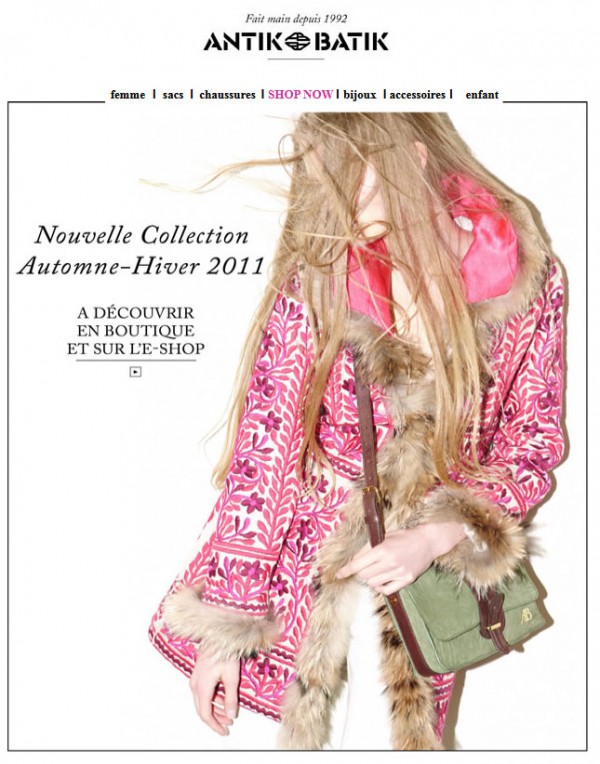 Fait main depuis 1992
ANTIK BATIK
femme | sacs | chaussures | SHOP NOW | bijoux | accessoires | enfant
Nouvelle Collection
Automne-Hiver 2011
A DÉCOUVRIR
EN BOUTIQUE
ET SUR L'E-SHOP
AB